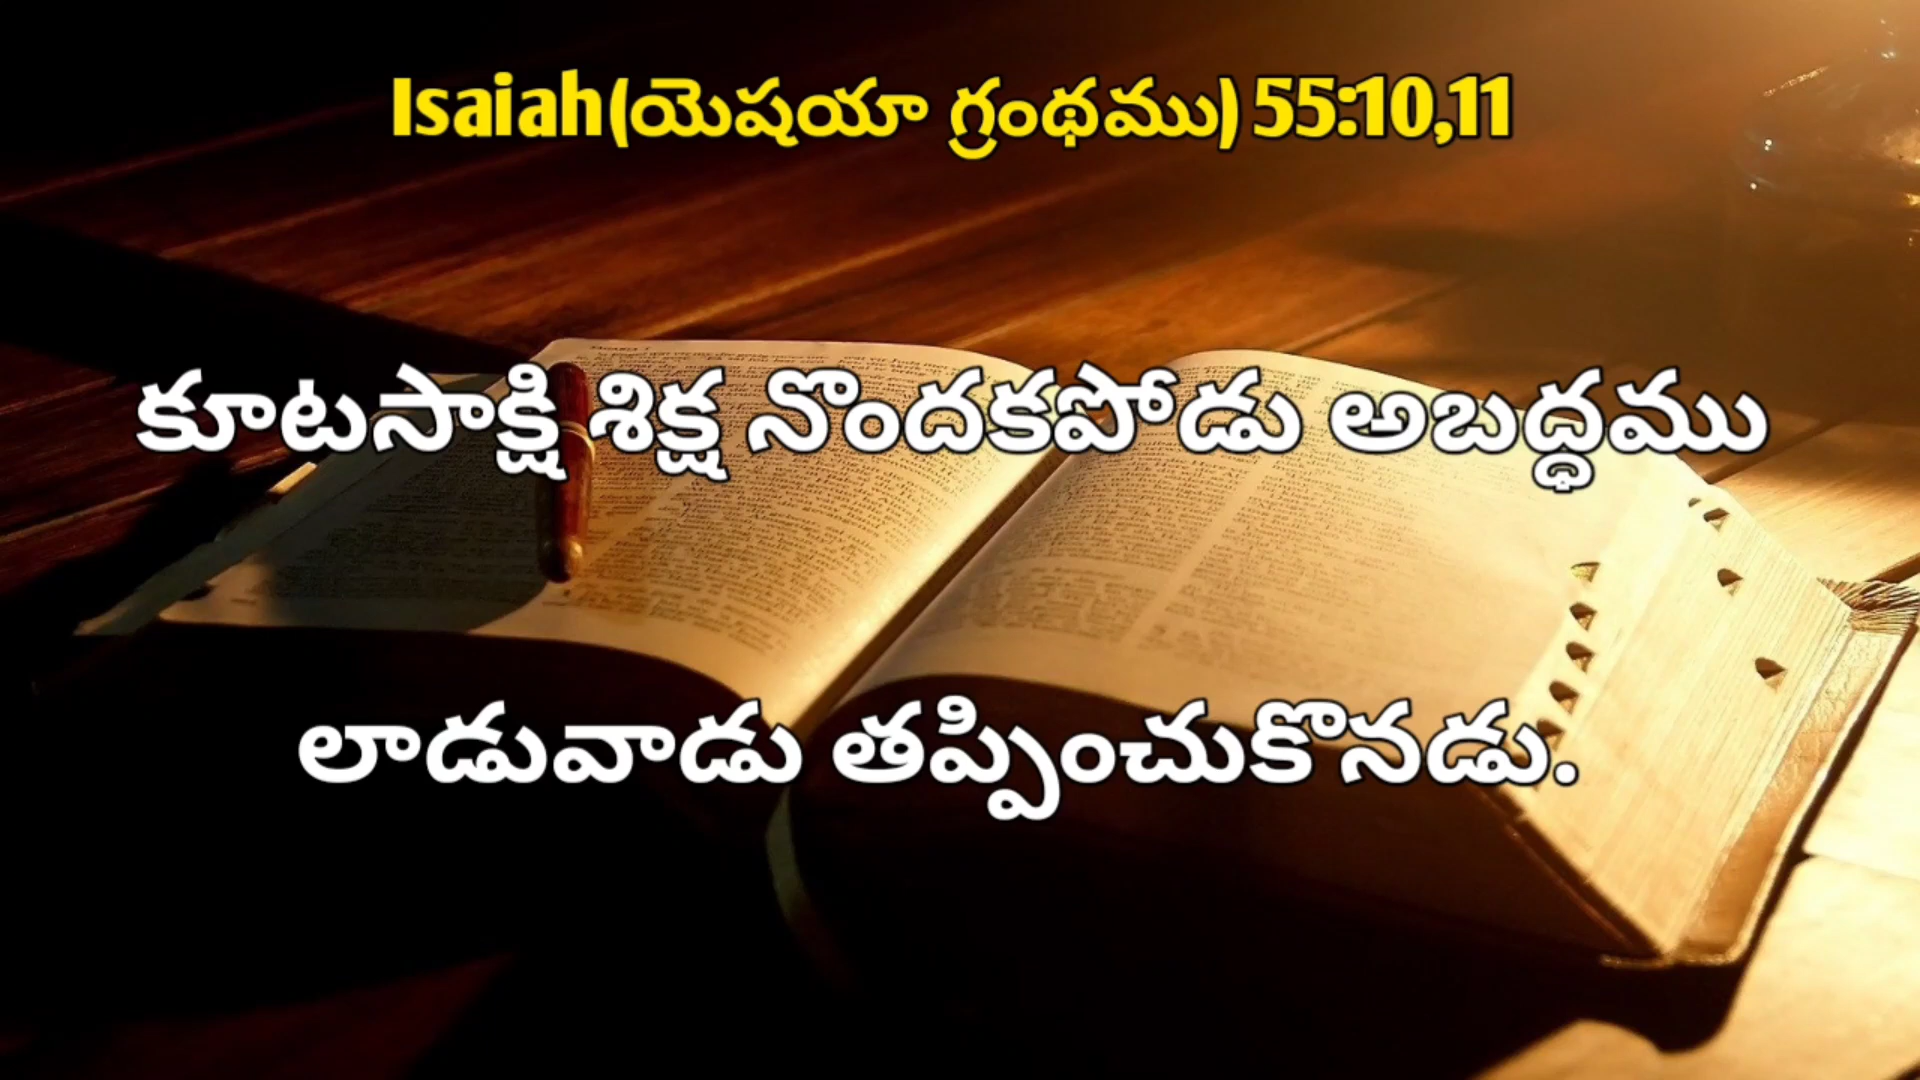 Isaiah(యెషయా గ్రంథము) 55:10,11
కూటసాక్షి శిక్ష నొందకపోడు అబద్ధము
లాడువాడు తప్పించుకొనడు.